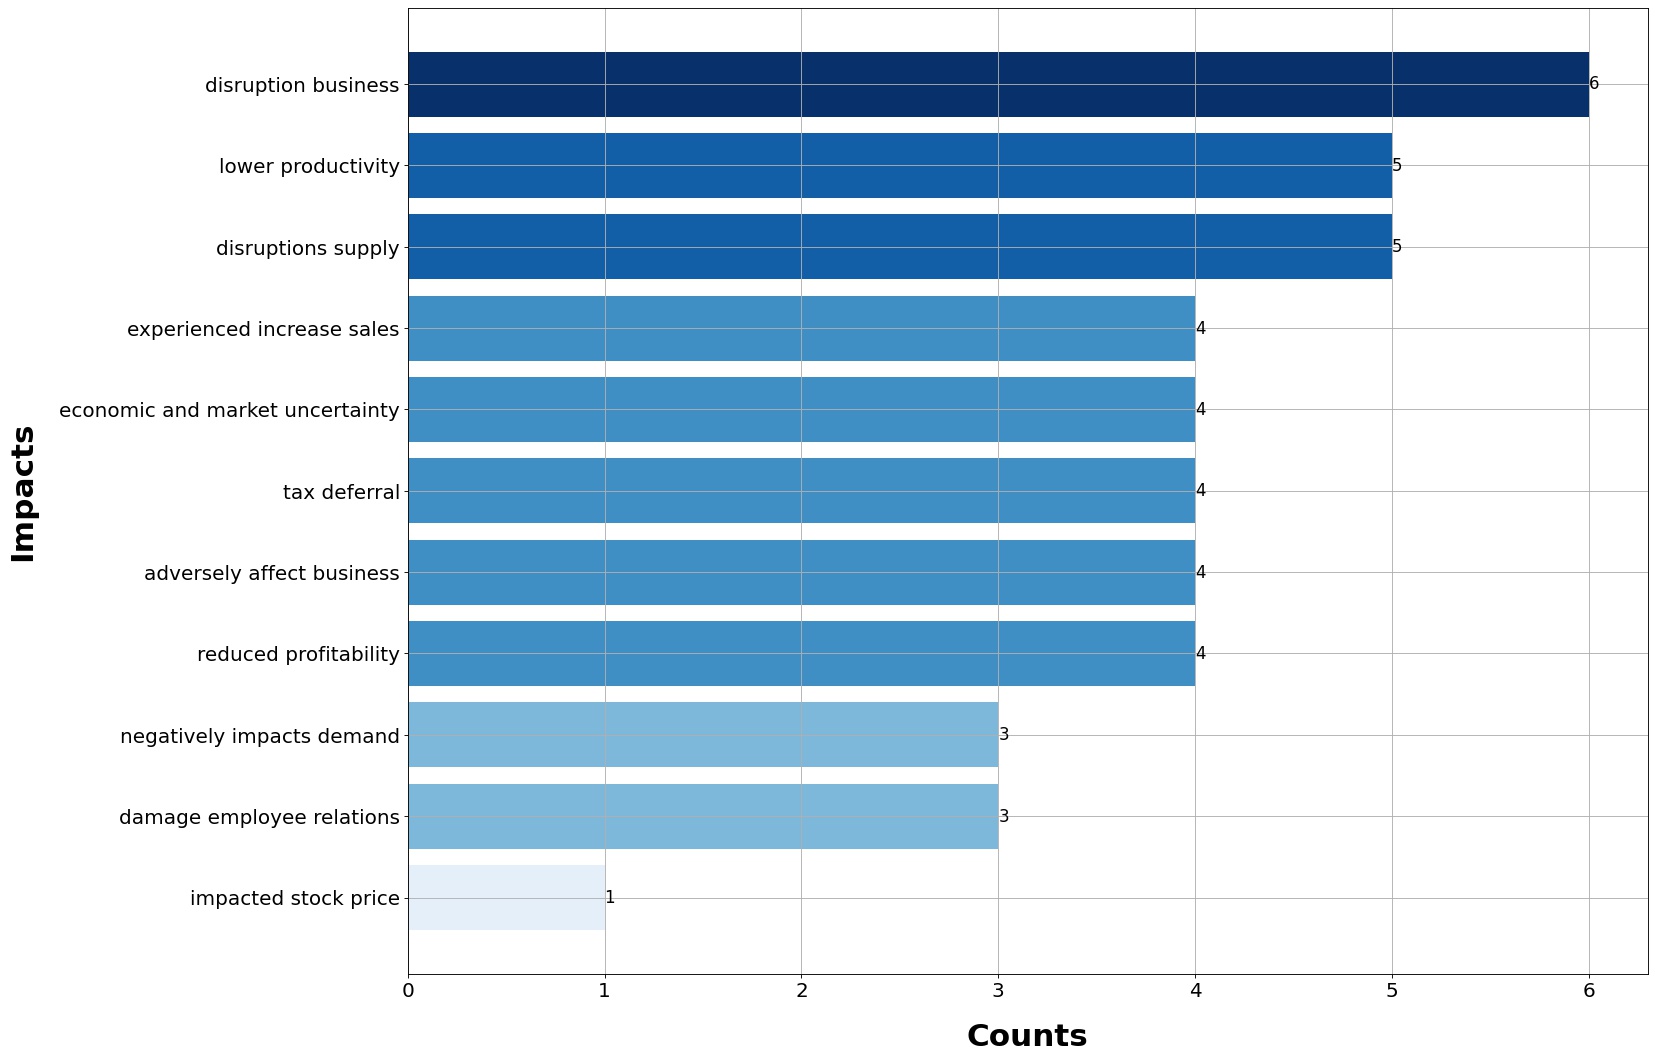 disruption business
6
lower productivity
5
disruptions supply
5
experienced increase sales
4
economic and market uncertainty
4
tax deferral
4
adversely affect business
4
reduced profitability
4
negatively impacts demand
3
damage employee relations
3
impacted stock price
1
Impacts
0 1 2 3 4 5 6
Counts